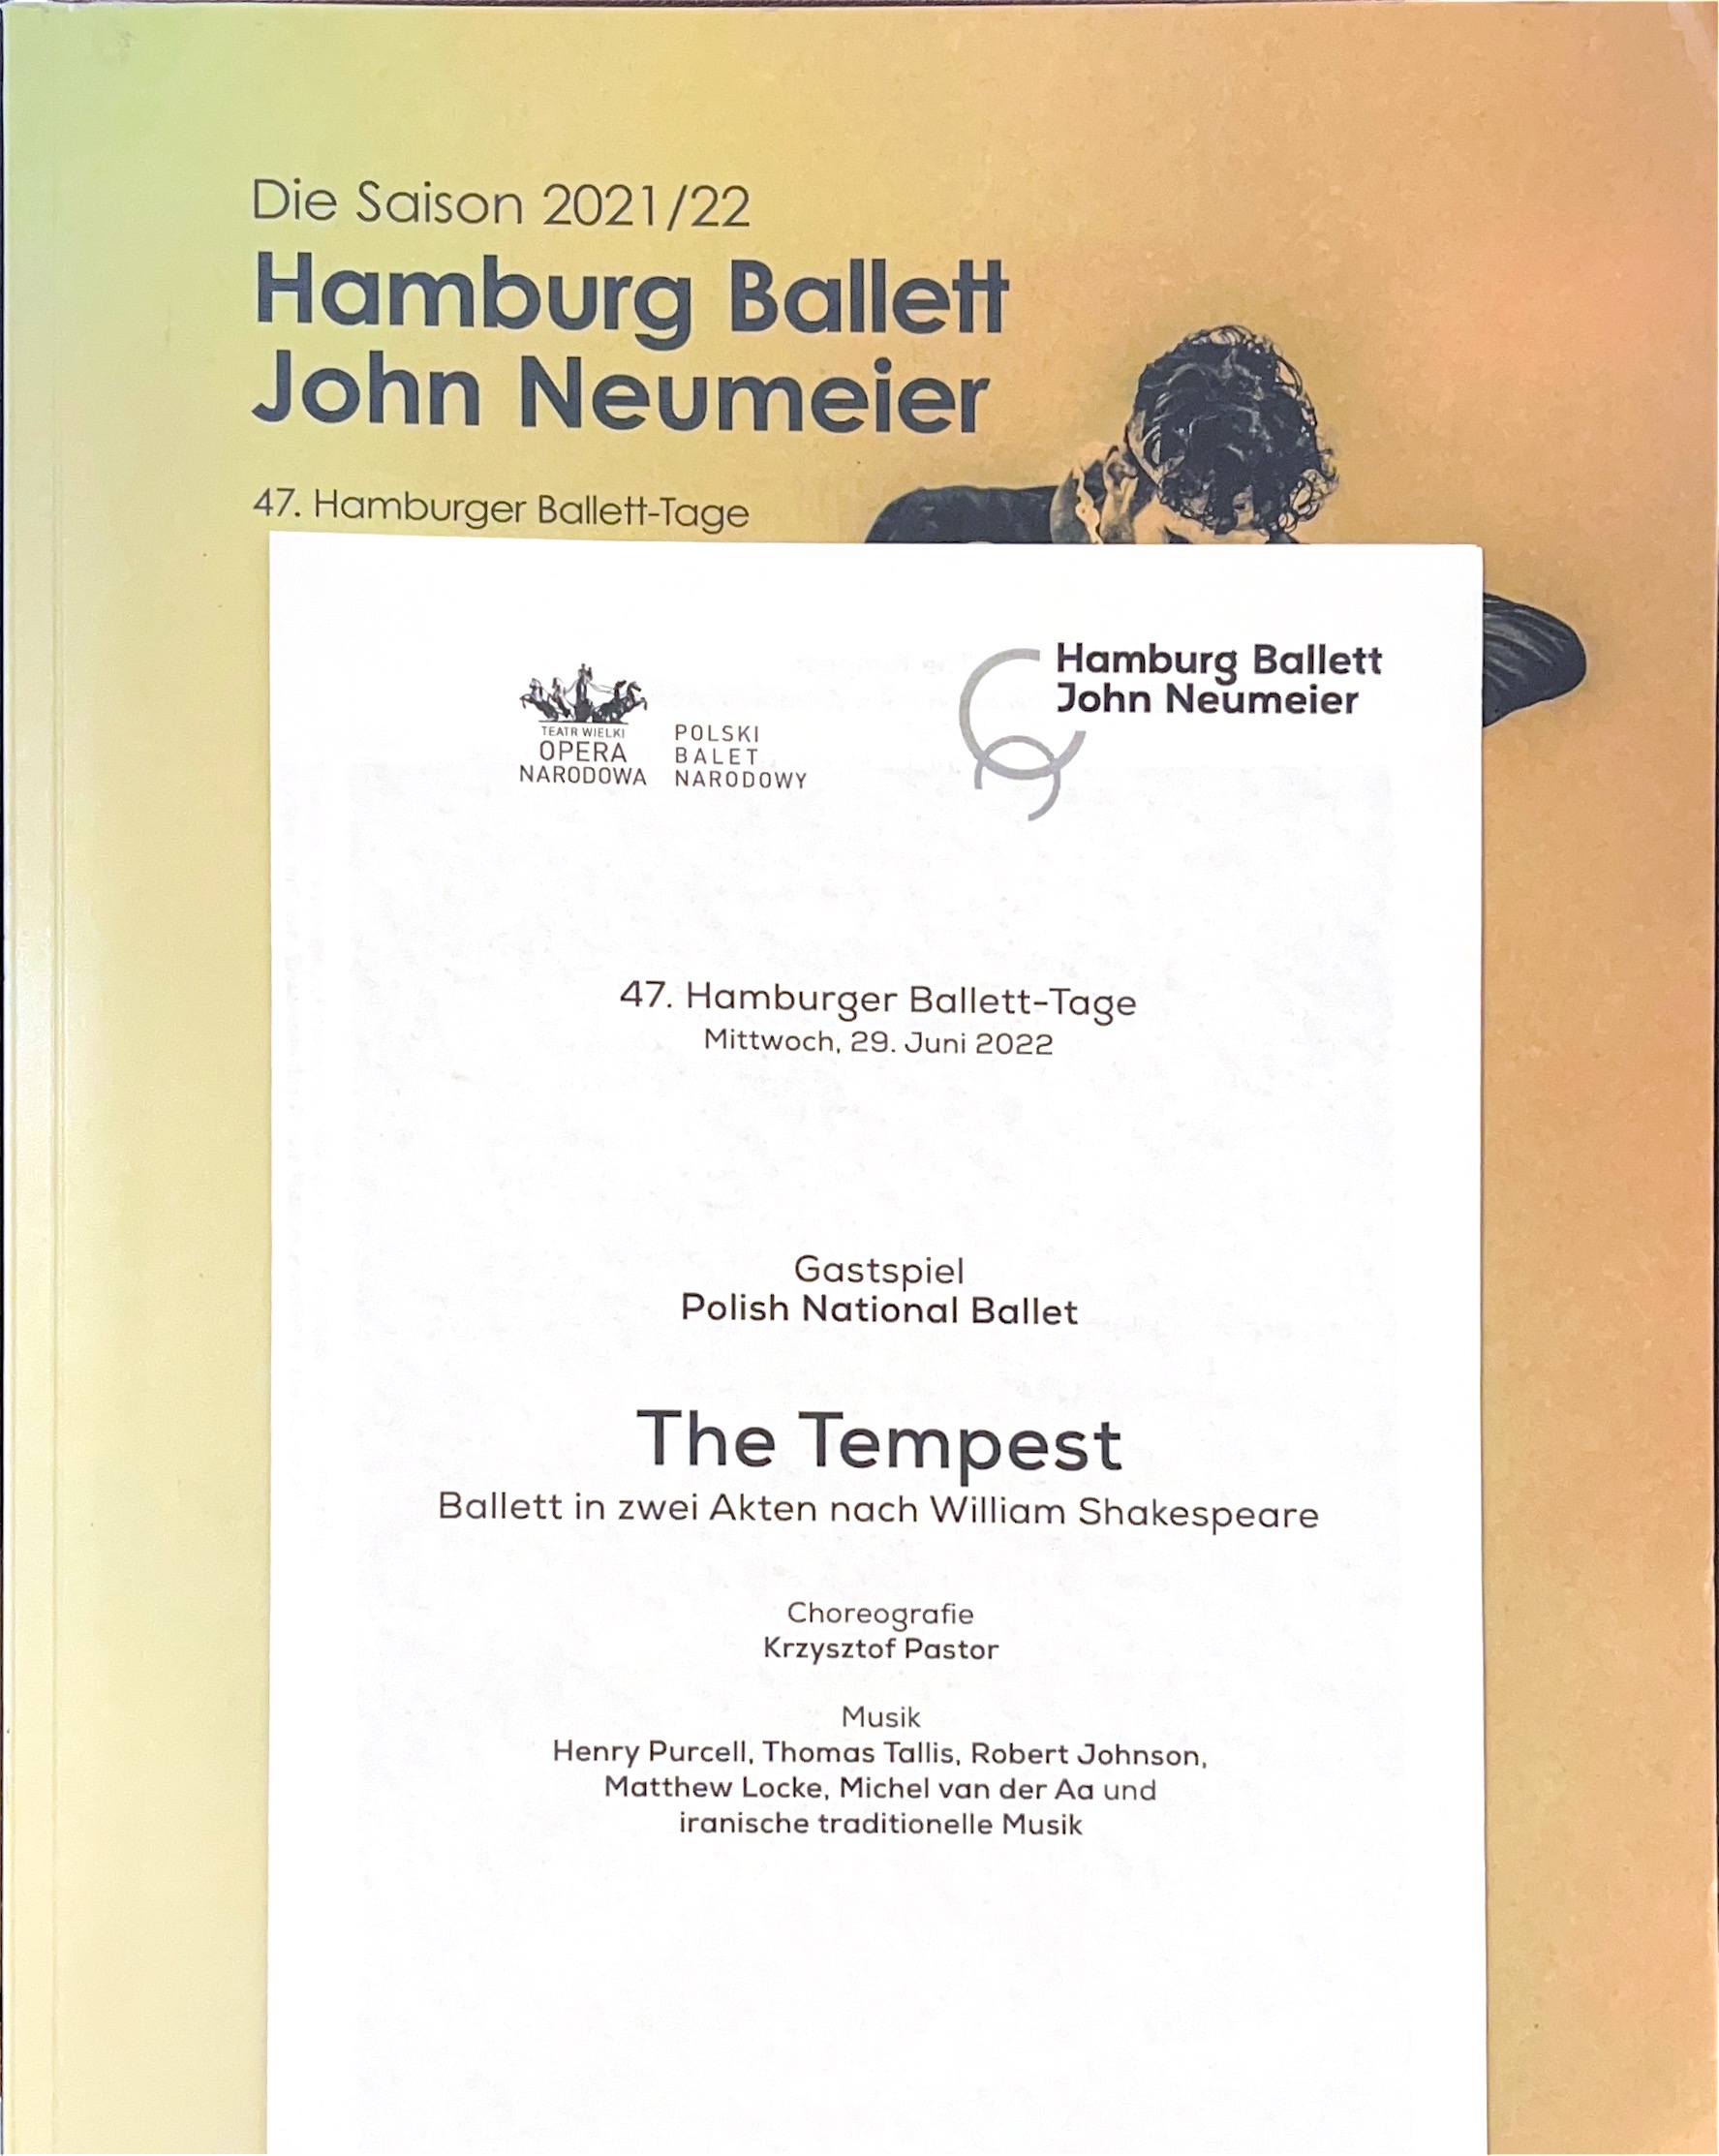 Die Saison 2021/22
Hamburg Ballett
John Neumeier
47. Hamburger Ballett-Tage
TEATR WIELKI
OPERA
NARODOWA
POLSKI
BALET
NARODOWY
Hamburg Ballett
John Neumeier
47. Hamburger Ballett-Tage
Mittwoch, 29. Juni 2022
Gastspiel
Polish National Ballet
The Tempest
Ballett in zwei Akten nach William Shakespeare
Choreografie
Krzysztof Pastor
Musik
Henry Purcell, Thomas Tallis, Robert Johnson,
Matthew Locke, Michel van der Aa und
iranische traditionelle Musik